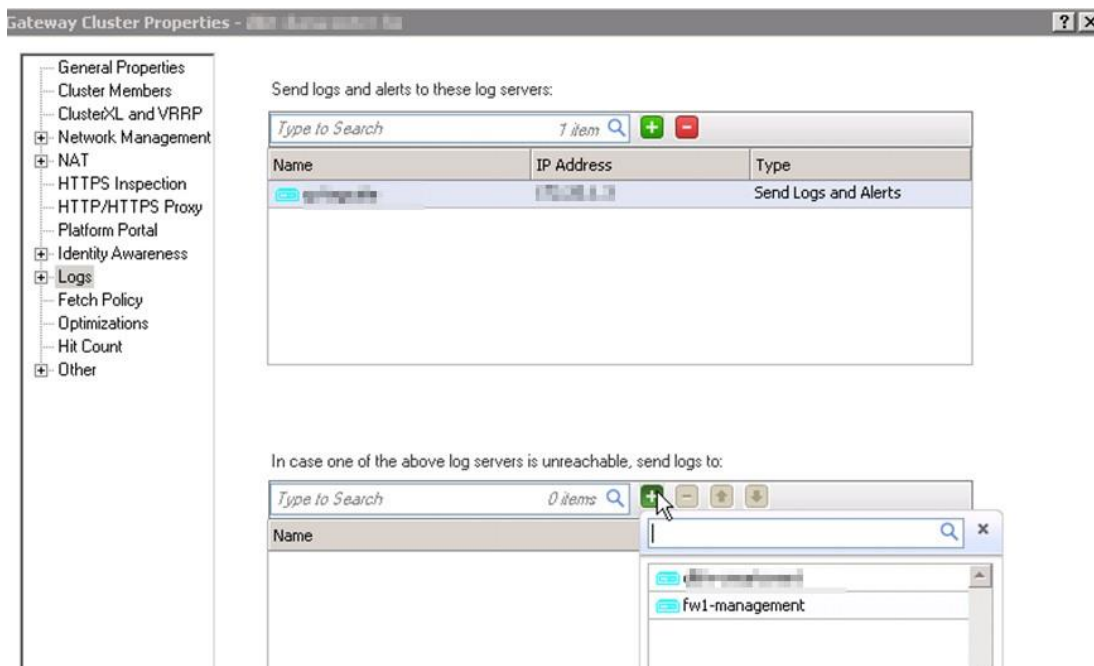 Gateway Cluster Properties -
General Properties
Cluster Members
ClusterXL and VRRP
Network Management
NAT
HTTPS Inspection
HTTP/HTTPS Proxy
Platform Portal
Identity Awareness
Logs
Fetch Policy
Optimizations
Hit Count
Other
Send logs and alerts to these log servers:
Type to Search 1 item
Name IP Address Type
Send Logs and Alerts
In case one of the above log servers is unreachable, send logs to:
Type to Search 0 items
Name
fw1-management